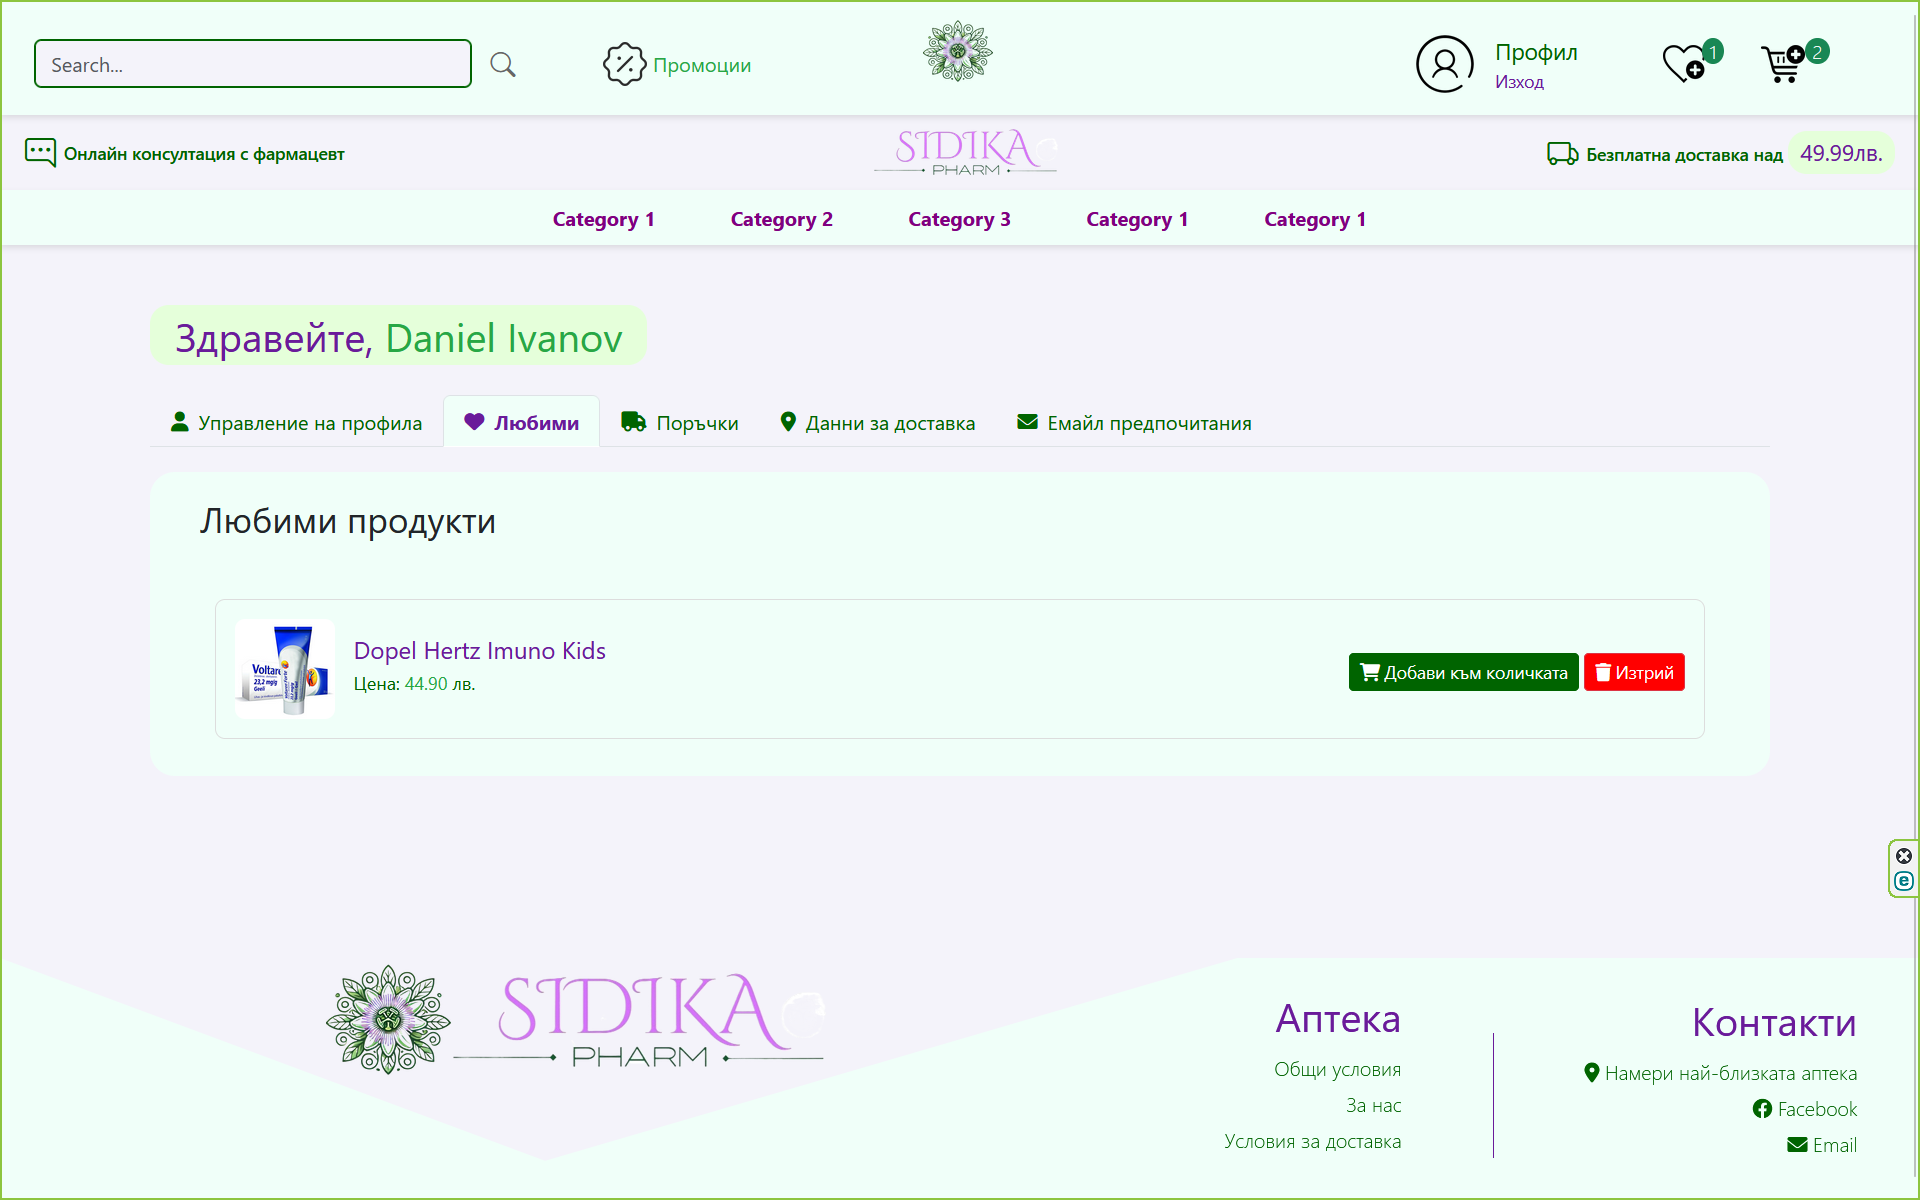 Search...
Промоции
Профил
Изход
1
2
Онлайн консултация с фармацевт
SIDIKA
PHARM
Безплатна доставка над 49.99лв.
Category 1 Category 2 Category 3 Category 1 Category 1
Здравейте, Daniel Ivanov
Управление на профила
Любими
Поръчки
Данни за доставка
Емайл предпочитания
Любими продукти
Voltare
23,2 mg/g
Geeli
Dopel Hertz Imuno Kids
Цена: 44.90 лв.
Добави към количката
Изтрий
SIDIKA
PHARM
Аптека
Общи условия
За нас
Условия за доставка
Контакти
Намери най-близката аптека
Facebook
Email